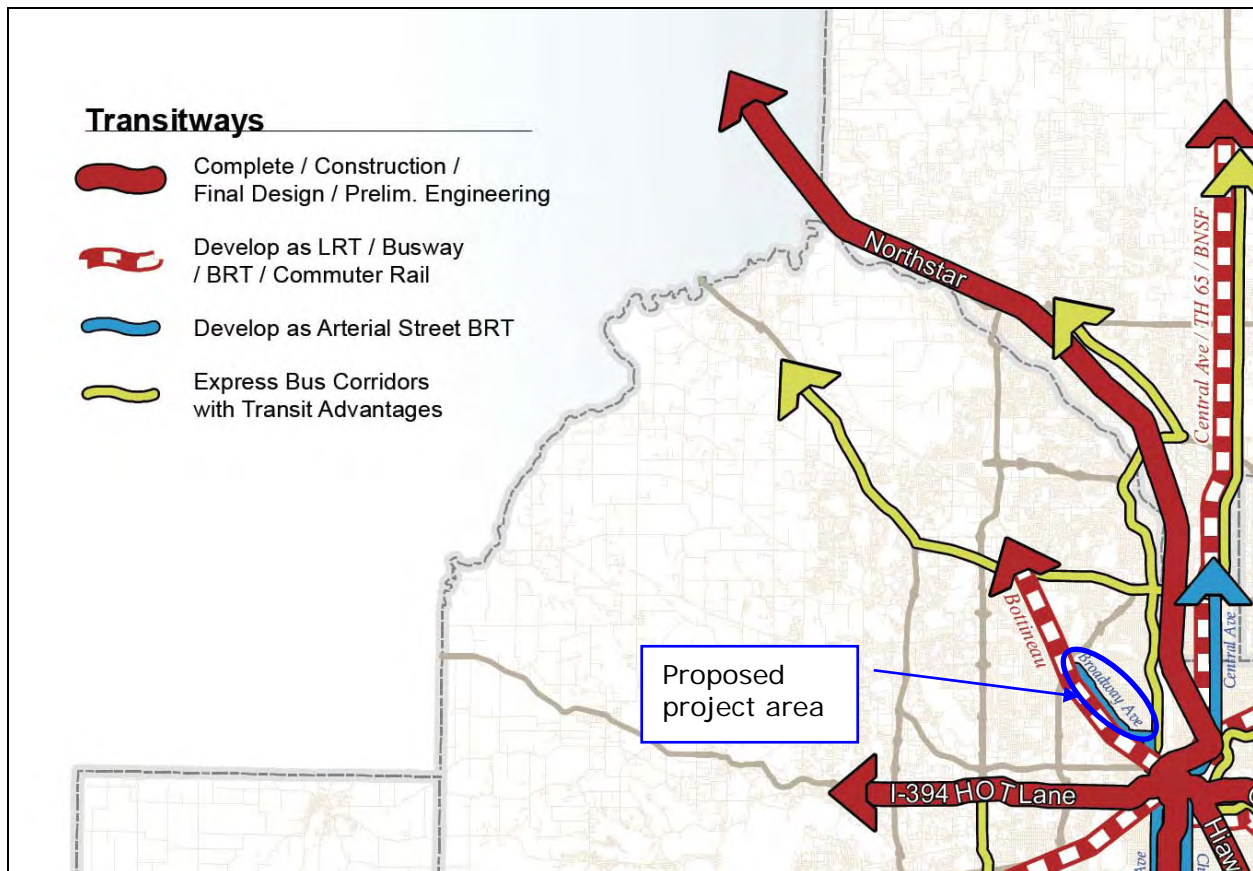 Transitways
Complete / Construction /
Final Design / Prelim. Engineering
Develop as LRT / Busway
/ BRT / Commuter Rail
Develop as Arterial Street BRT
Express Bus Corridors
with Transit Advantages
Northstar
Central Ave / TH 65 / BNSF
Bottineau
Broadway Ave
Central Ave
Proposed
project area
I-394 HOT Lane
Hiaw
Ave